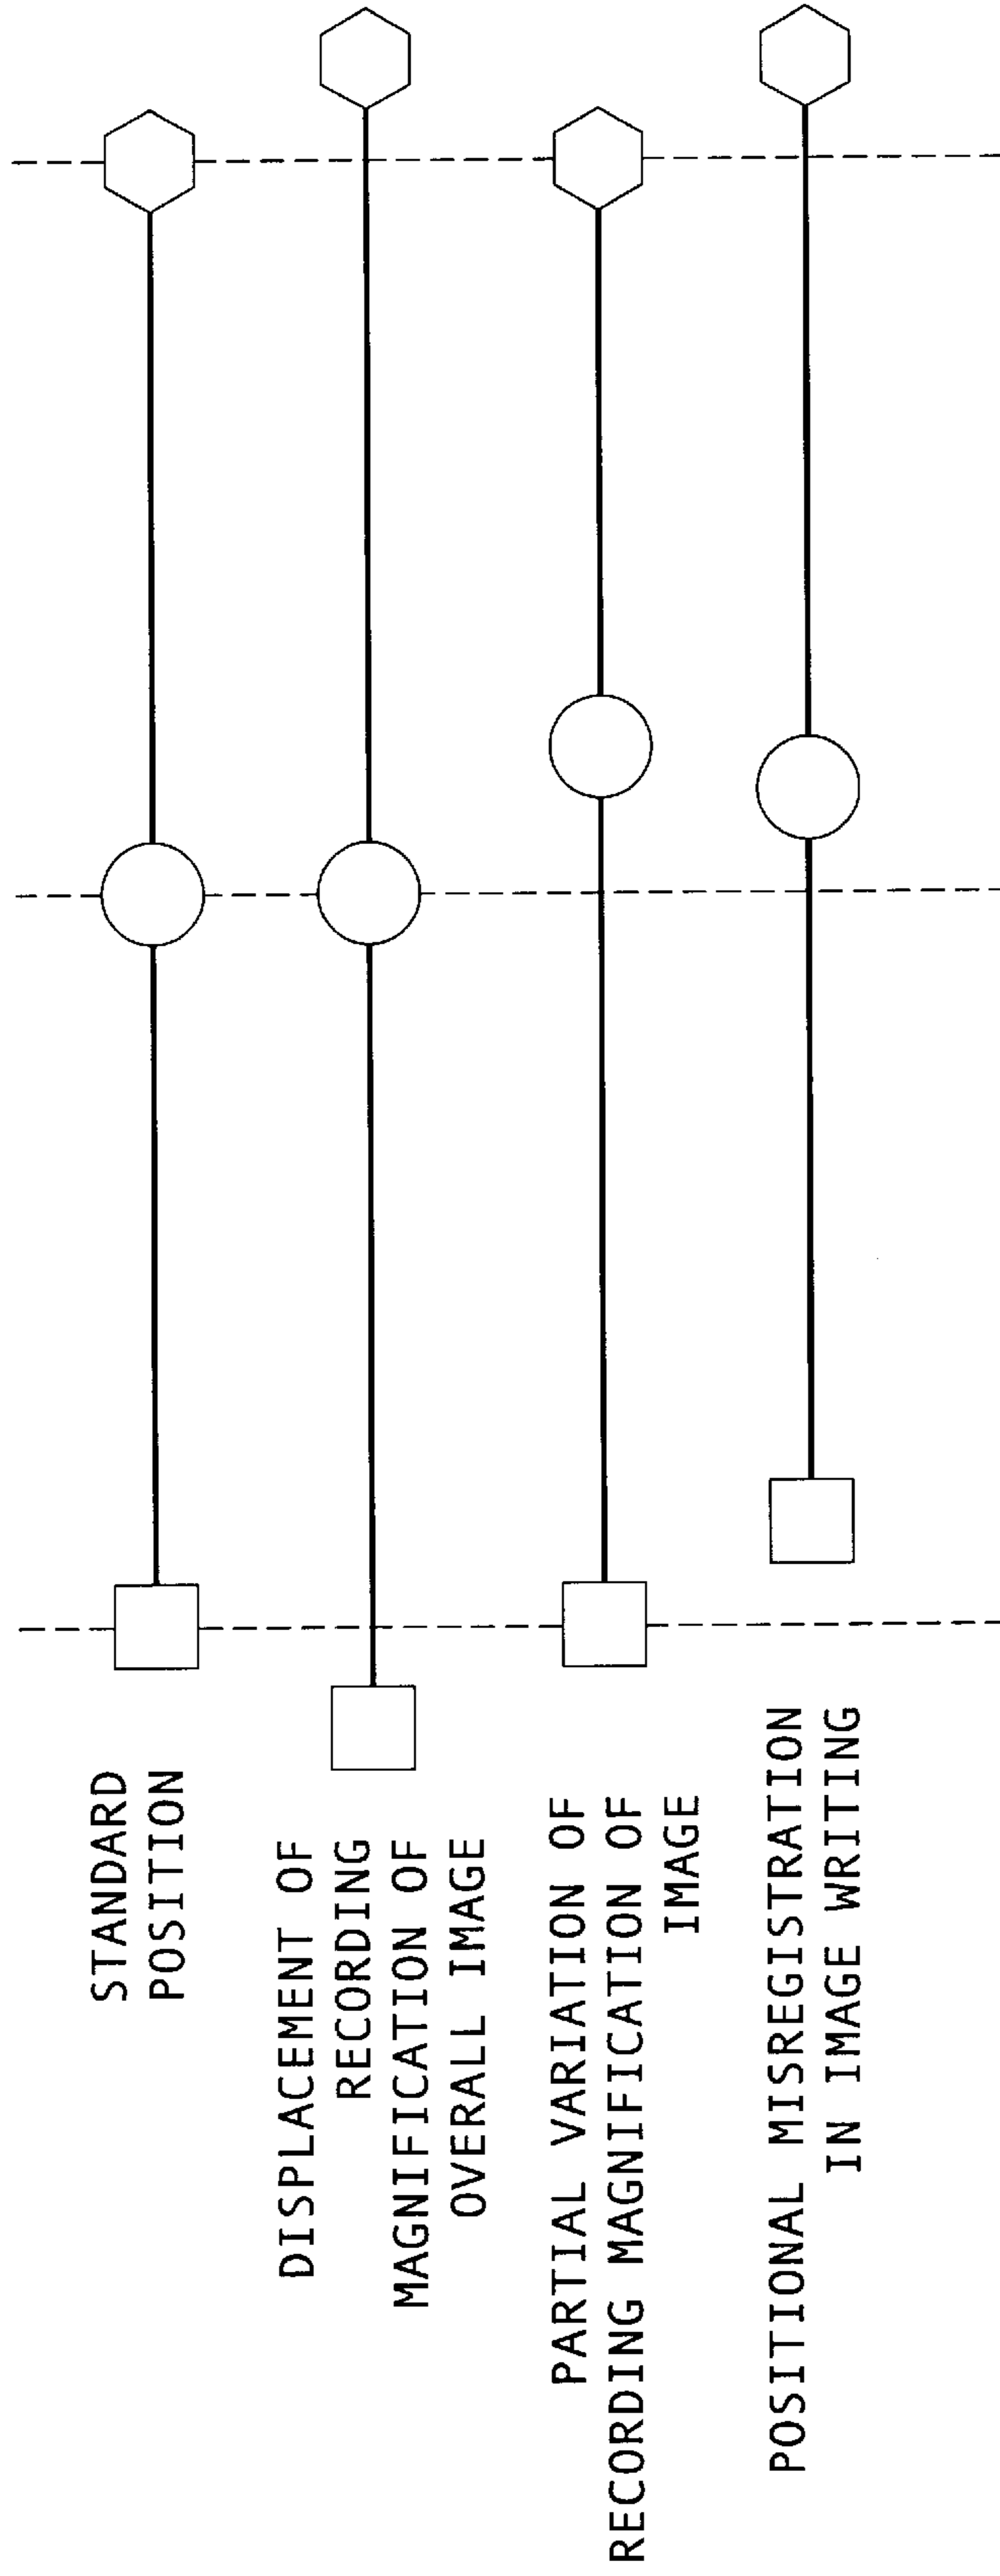 STANDARD
POSITION
DISPLACEMENT OF
RECORDING
MAGNIFICATION OF
OVERALL IMAGE
PARTIAL VARIATION OF
RECORDING MAGNIFICATION OF
IMAGE
POSITIONAL MISREGISTRATION
IN IMAGE WRITING